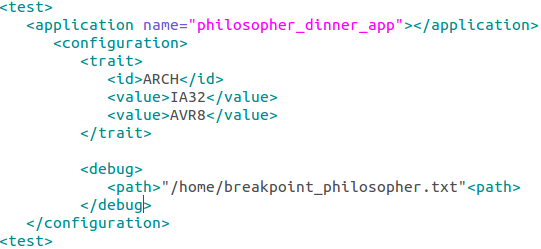 <test>
<application name="philosopher_dinner_app"></application>
<configuration>
<trait>
<id>ARCH</id>
<value>IA32</value>
<value>AVR8</value>
</trait>
<debug>
<path>"/home/breakpoint_philosopher.txt"<path>
</debug>
</configuration>
<test>